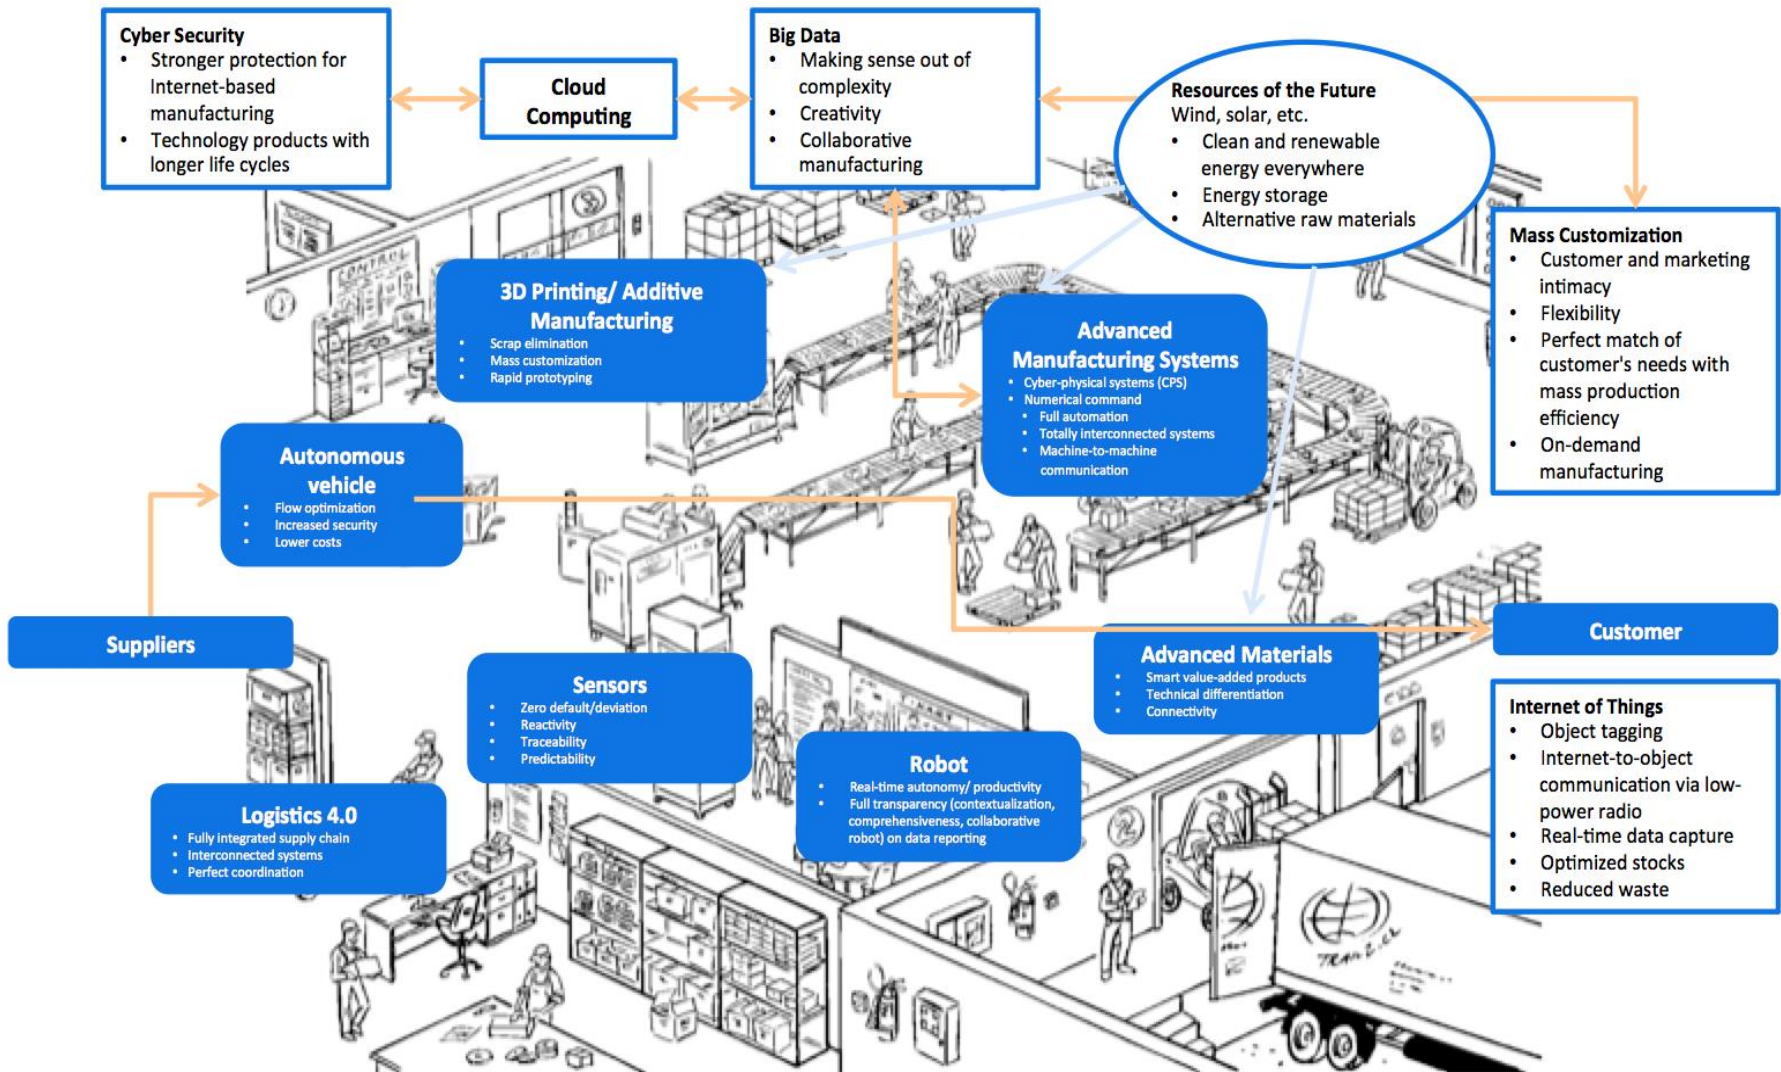 Cyber Security
• Stronger protection for
Internet-based
manufacturing
• Technology products with
longer life cycles
Cloud
Computing
Big Data
• Making sense out of
complexity
• Creativity
• Collaborative
manufacturing
Resources of the Future
Wind, solar, etc.
• Clean and renewable
energy everywhere
• Energy storage
• Alternative raw materials
Mass Customization
• Customer and marketing
intimacy
• Flexibility
• Perfect match of
customer's needs with
mass production
efficiency
• On-demand
manufacturing
CONTROL
3D Printing/ Additive
Manufacturing
• Scrap elimination
• Mass customization
• Rapid prototyping
Advanced
Manufacturing Systems
• Cyber-physical systems (CPS)
• Numerical command
• Full automation
• Totally interconnected systems
• Machine-to-machine
communication
Autonomous
vehicle
• Flow optimization
• Increased security
• Lower costs
Suppliers
Customer
Advanced Materials
• Smart value-added products
• Technical differentiation
• Connectivity
Sensors
• Zero default/deviation
• Reactivity
• Traceability
• Predictability
Robot
• Real-time autonomy/ productivity
• Full transparency (contextualization,
comprehensiveness, collaborative
robot) on data reporting
Logistics 4.0
• Fully integrated supply chain
• Interconnected systems
• Perfect coordination
Internet of Things
• Object tagging
• Internet-to-object
communication via low-
power radio
• Real-time data capture
• Optimized stocks
• Reduced waste
2